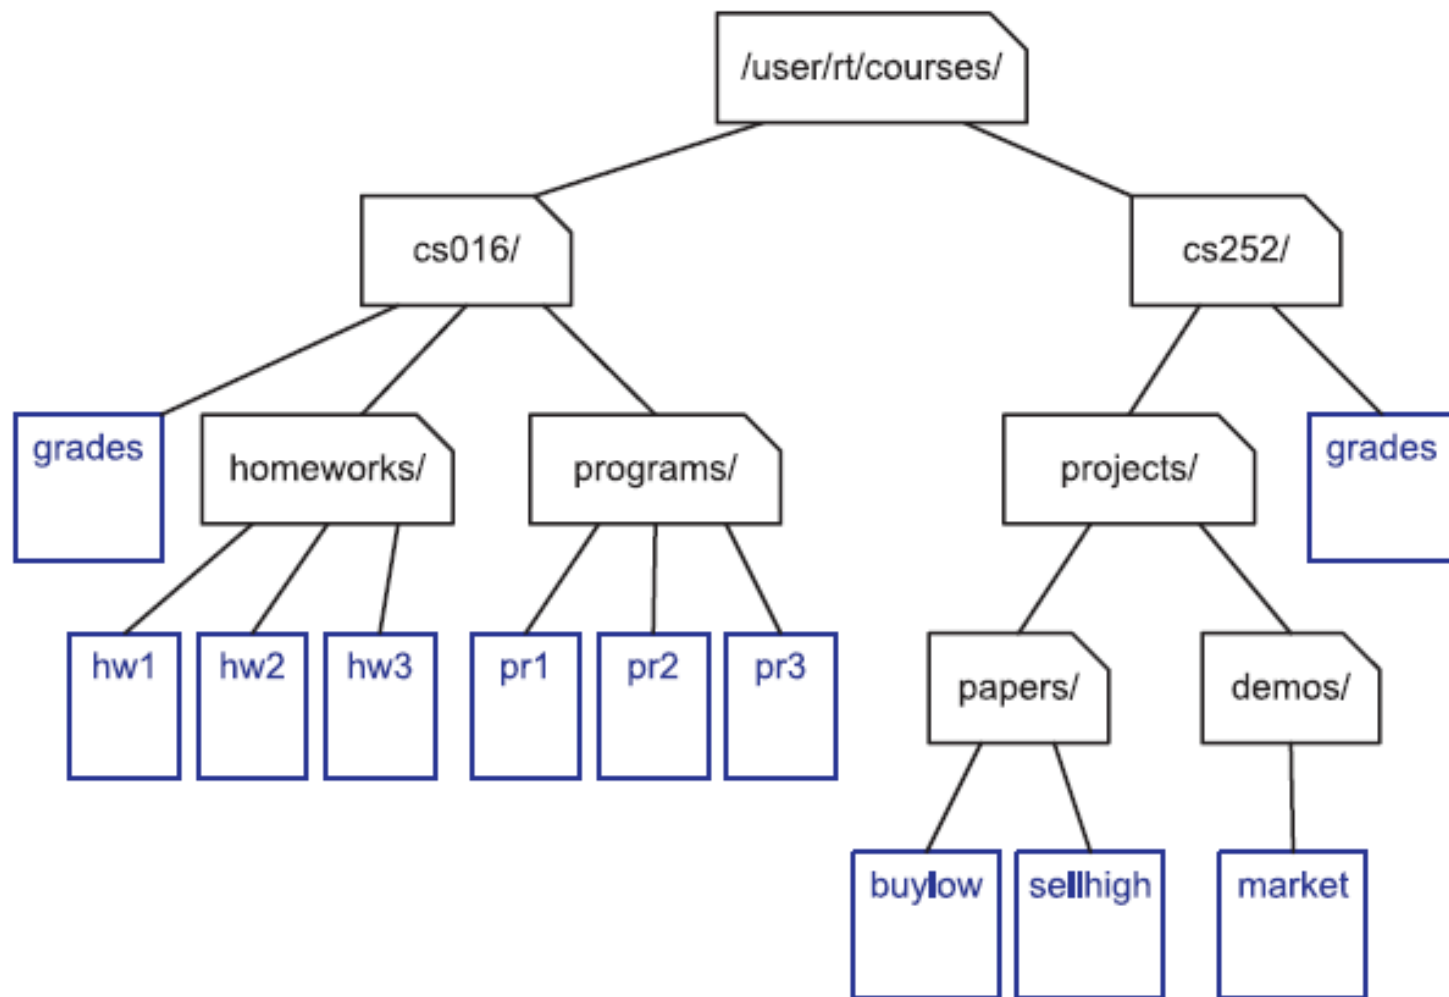 /user/rt/courses/
cs016/
cs252/
grades
homeworks/
programs/
projects/
grades
hw1
hw2
hw3
pr1
pr2
pr3
papers/
demos/
buylow
sellhigh
market